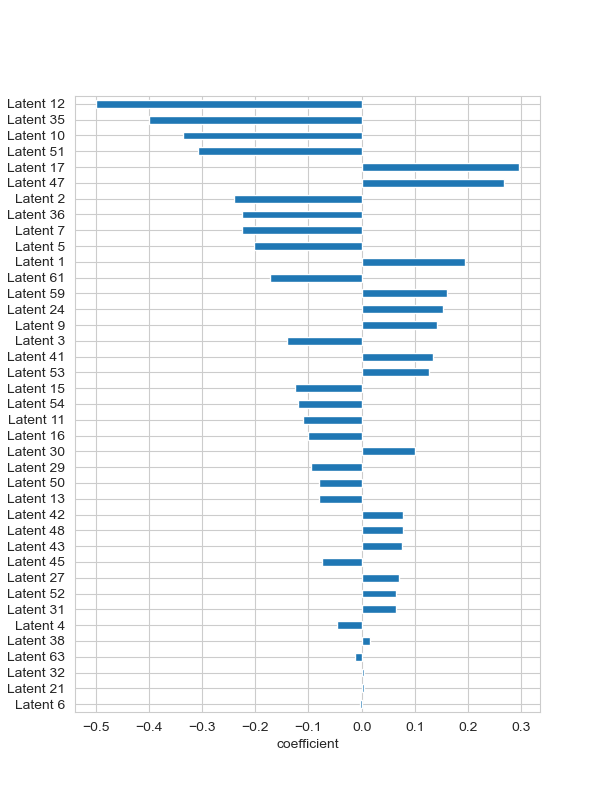 Latent 12
Latent 35
Latent 10
Latent 51
Latent 17
Latent 47
Latent 2
Latent 36
Latent 7
Latent 5
Latent 1
Latent 61
Latent 59
Latent 24
Latent 9
Latent 3
Latent 41
Latent 53
Latent 15
Latent 54
Latent 11
Latent 16
Latent 30
Latent 29
Latent 50
Latent 13
Latent 42
Latent 48
Latent 43
Latent 45
Latent 27
Latent 52
Latent 31
Latent 4
Latent 38
Latent 63
Latent 32
Latent 21
Latent 6
−0.5 −0.4 −0.3 −0.2 −0.1 0.0 0.1 0.2 0.3
coefficient